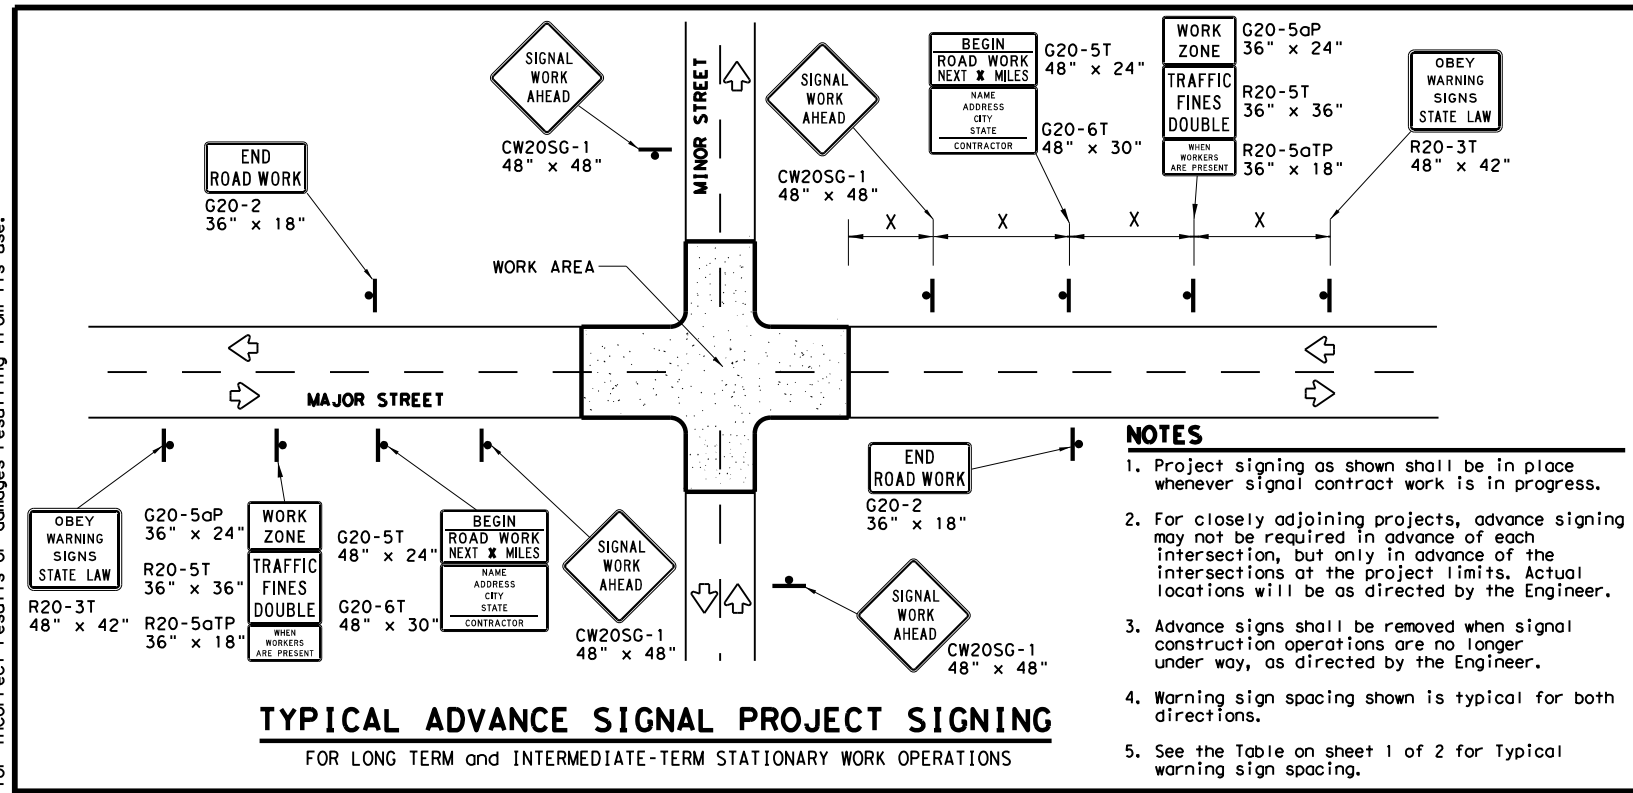 for incorrect results or damages resulting from its use.
SIGNAL
WORK
AHEAD
CW20SG-1
48" x 48"
MINOR STREET
SIGNAL
WORK
AHEAD
CW20SG-1
48" x 48"
BEGIN
ROAD WORK
NEXT X MILES
NAME
ADDRESS
CITY
STATE
CONTRACTOR
G20-5T
48" x 24"
G20-6T
48" x 30"
WORK
ZONE
TRAFFIC
FINES
DOUBLE
WHEN
WORKERS
ARE PRESENT
G20-5aP
36" x 24"
R20-5T
36" x 36"
R20-5aTP
36" x 18"
OBEY
WARNING
SIGNS
STATE LAW
R20-3T
48" x 42"
END
ROAD WORK
G20-2
36" x 18"
X X X X
WORK AREA
MAJOR STREET
OBEY
WARNING
SIGNS
STATE LAW
R20-3T
48" x 42"
G20-5aP
36" x 24"
R20-5T
36" x 36"
R20-5aTP
36" x 18"
WORK
ZONE
TRAFFIC
FINES
DOUBLE
WHEN
WORKERS
ARE PRESENT
G20-5T
48" x 24"
G20-6T
48" x 30"
BEGIN
ROAD WORK
NEXT X MILES
NAME
ADDRESS
CITY
STATE
CONTRACTOR
SIGNAL
WORK
AHEAD
CW20SG-1
48" x 48"
END
ROAD WORK
G20-2
36" x 18"
SIGNAL
WORK
AHEAD
CW20SG-1
48" x 48"
TYPICAL ADVANCE SIGNAL PROJECT SIGNING
FOR LONG TERM and INTERMEDIATE-TERM STATIONARY WORK OPERATIONS
NOTES
1. Project signing as shown shall be in place
whenever signal contract work is in progress.
2. For closely adjoining projects, advance signing
may not be required in advance of each
intersection, but only in advance of the
intersections at the project limits. Actual
locations will be as directed by the Engineer.
3. Advance signs shall be removed when signal
construction operations are no longer
under way, as directed by the Engineer.
4. Warning sign spacing shown is typical for both
directions.
5. See the Table on sheet 1 of 2 for Typical
warning sign spacing.